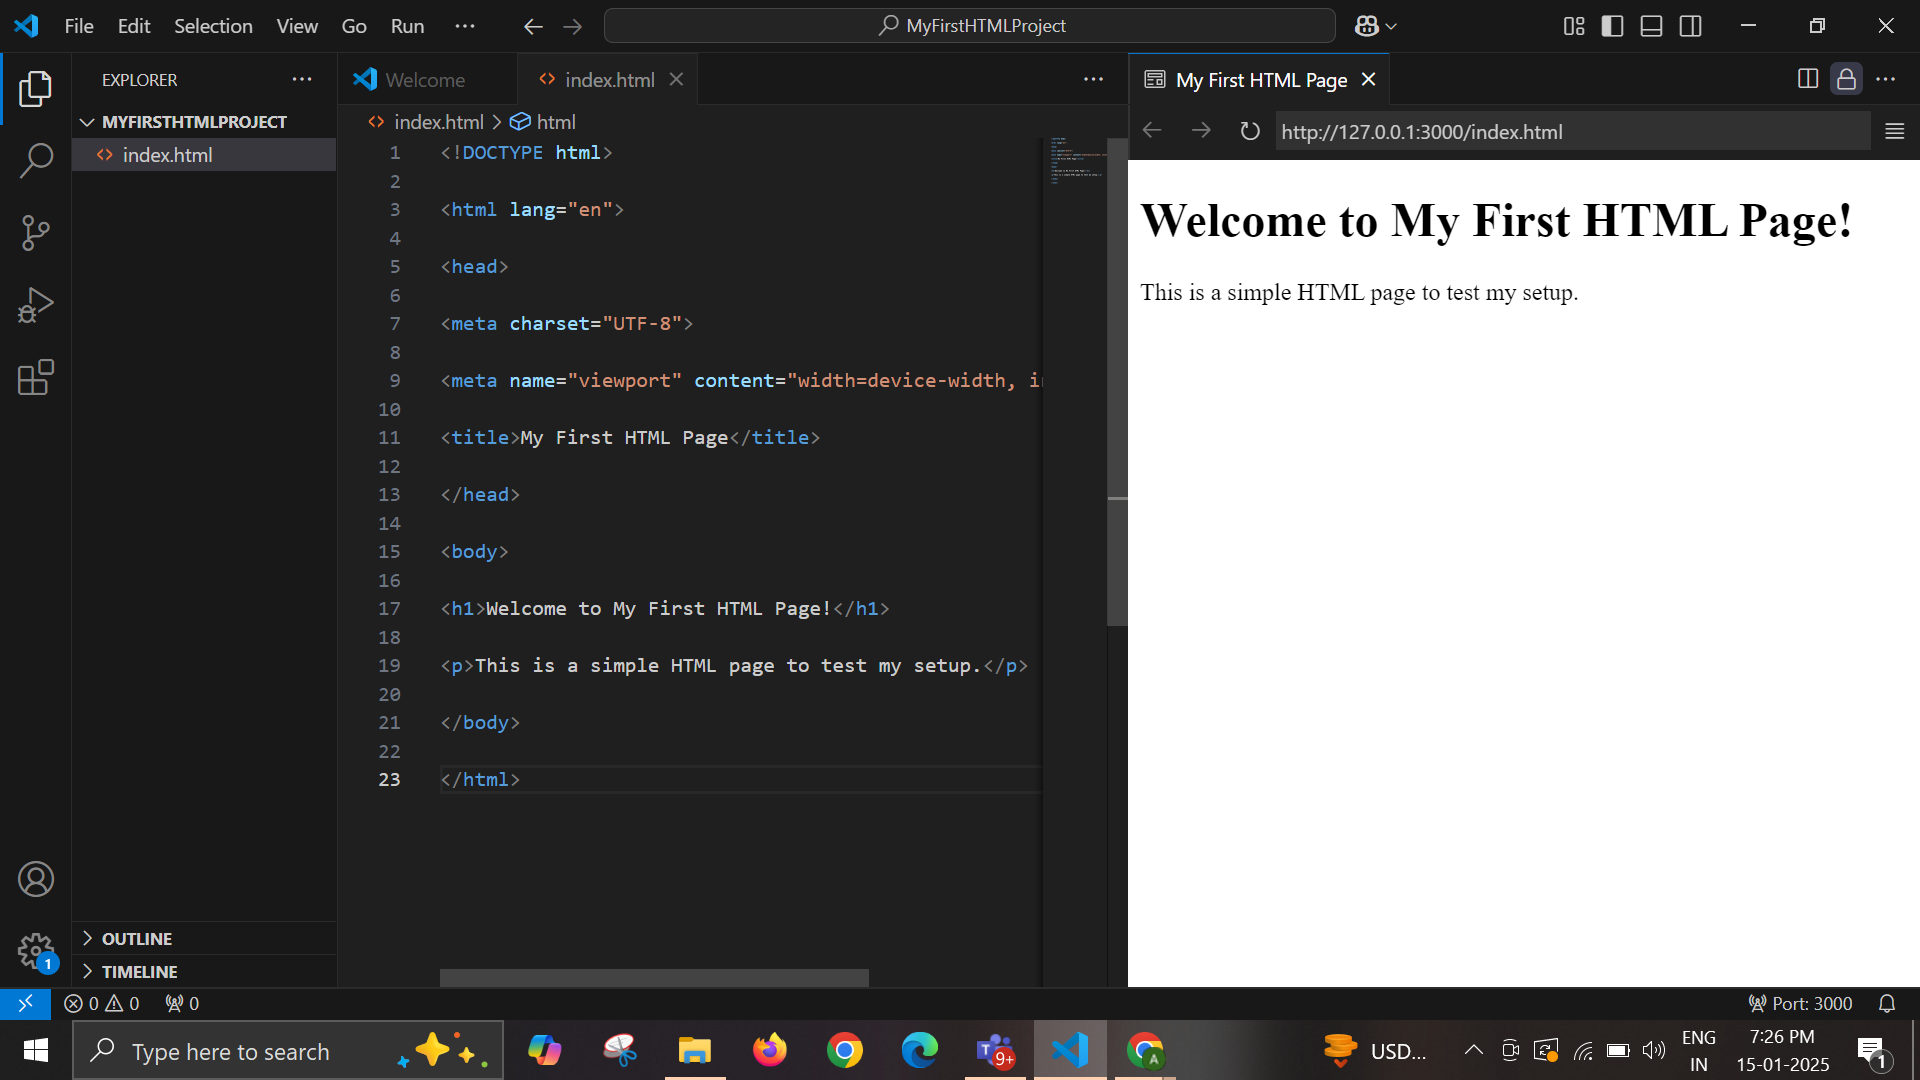 File Edit Selection View Go Run ··· MyFirstHTMLProject
EXPLORER
MYFIRSTHTMLPROJECT
index.html
OUTLINE
TIMELINE
Welcome index.html
index.html > html
1 <!DOCTYPE html>
2
3 <html lang="en">
4
5 <head>
6
7 <meta charset="UTF-8">
8
9 <meta name="viewport" content="width=device-width, in
10
11 <title>My First HTML Page</title>
12
13 </head>
14
15 <body>
16
17 <h1>Welcome to My First HTML Page!</h1>
18
19 <p>This is a simple HTML page to test my setup.</p>
20
21 </body>
22
23 </html>
My First HTML Page
http://127.0.0.1:3000/index.html
Welcome to My First HTML Page!
This is a simple HTML page to test my setup.
1
0 0 0 Port: 3000
Type here to search
9+
A
USD...
ENG
IN
7:26 PM
15-01-2025
1